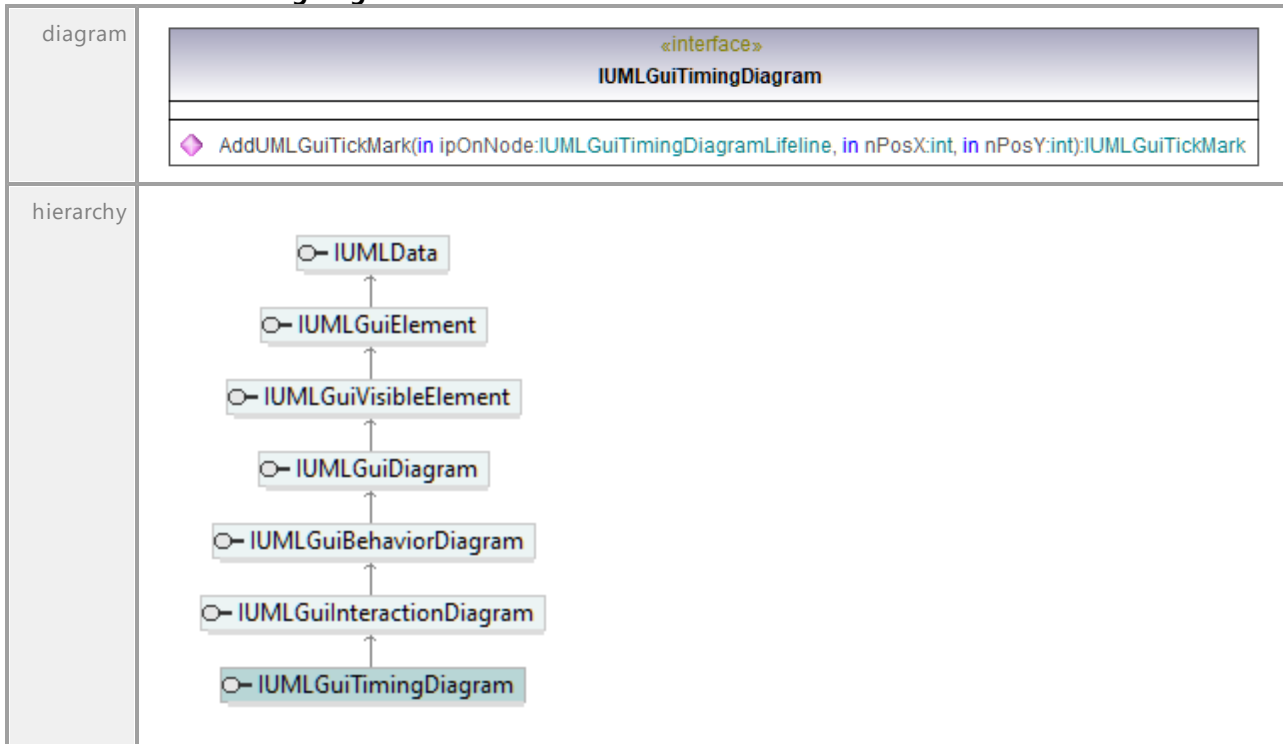 diagram
«interface»
IUMLGuiTimingDiagram
AddUMLGuiTickMark(in ipOnNode:IUMLGuiTimingDiagramLifeline, in nPosX:int, in nPosY:int):IUMLGuiTickMark
hierarchy
IUMLData
IUMLGuiElement
IUMLGuiVisibleElement
IUMLGuiDiagram
IUMLGuiBehaviorDiagram
IUMLGuiInteractionDiagram
IUMLGuiTimingDiagram